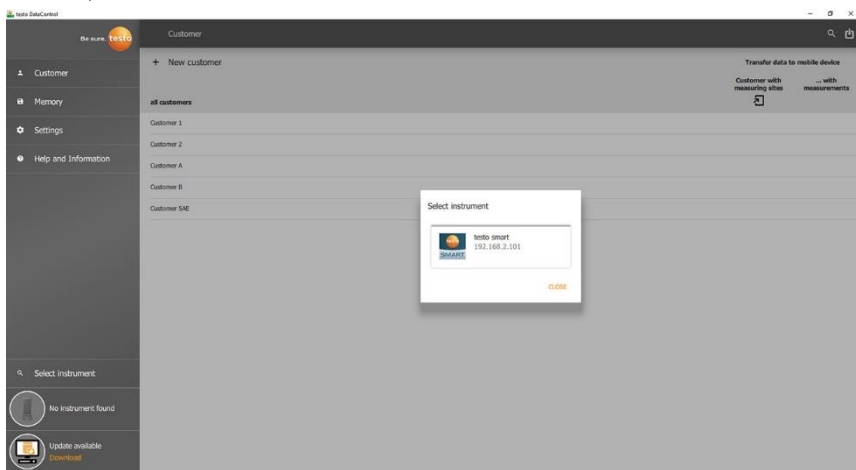 testo DataControl
Be sure. testo
Customer
Customer
Memory
Settings
Help and Information
+ New customer
Transfer data to mobile device
Customer with
measuring sites
... with
measurements
all customers
Customer 1
Customer 2
Customer A
Customer B
Customer SAE
Select instrument
testo
SMART
testo smart
192.168.2.101
CLOSE
Select instrument
No instrument found
Update available
Download